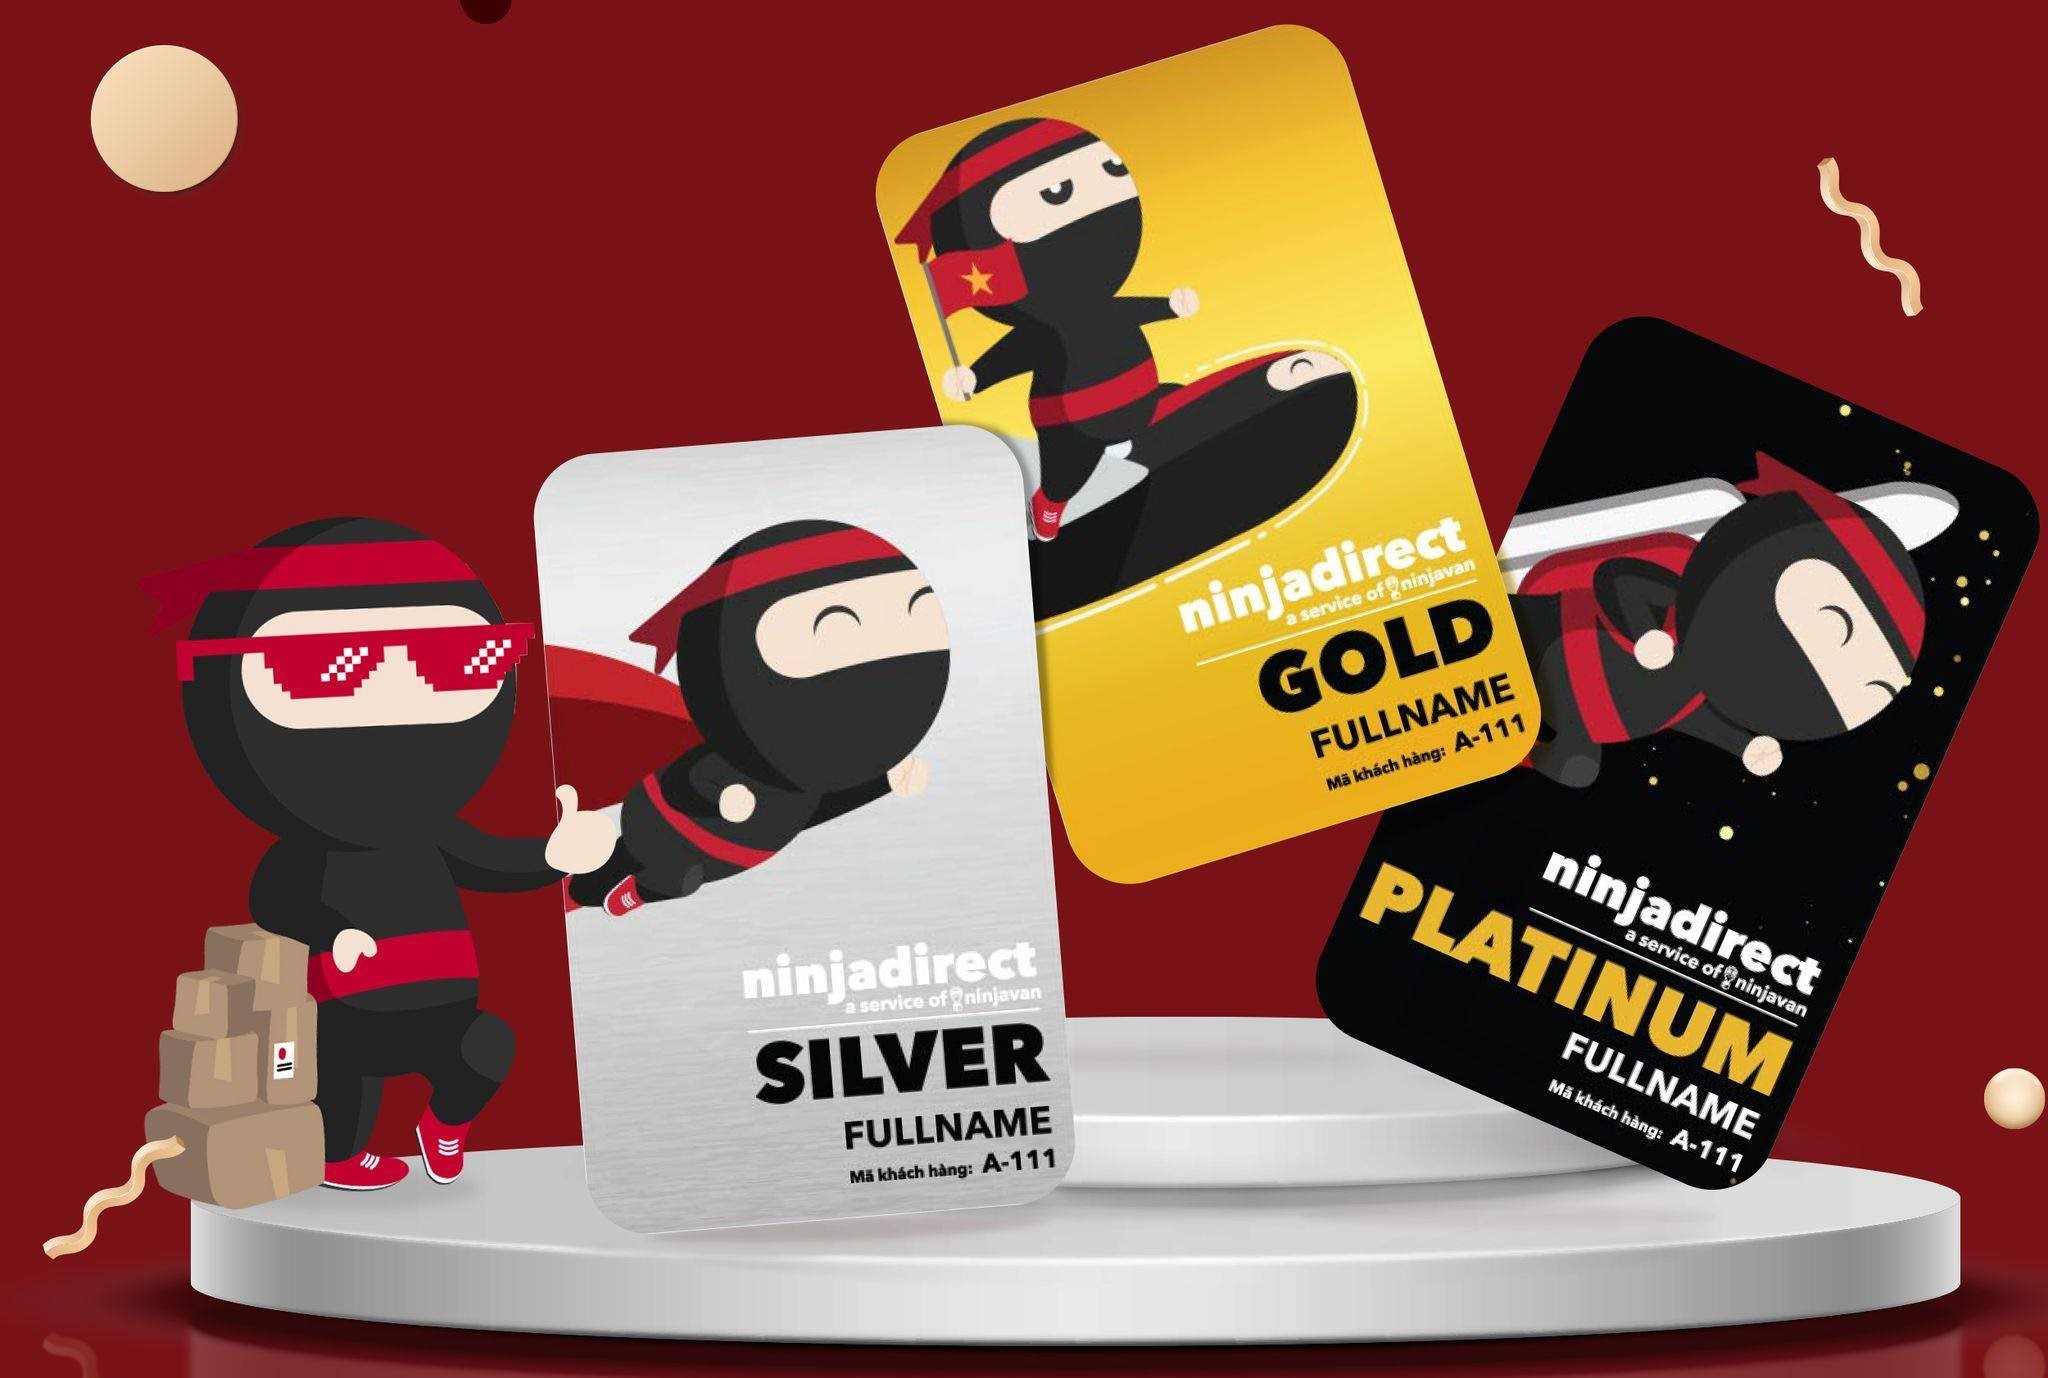 ninjadirect
a service of ninjavan
SILVER
FULLNAME
Mã khách hàng: A-111
ninjadirect
a service of ninjavan
GOLD
FULLNAME
Mã khách hàng: A-111
ninjadirect
a service of ninjavan
PLATINUM
FULLNAME
Mã khách hàng: A-111